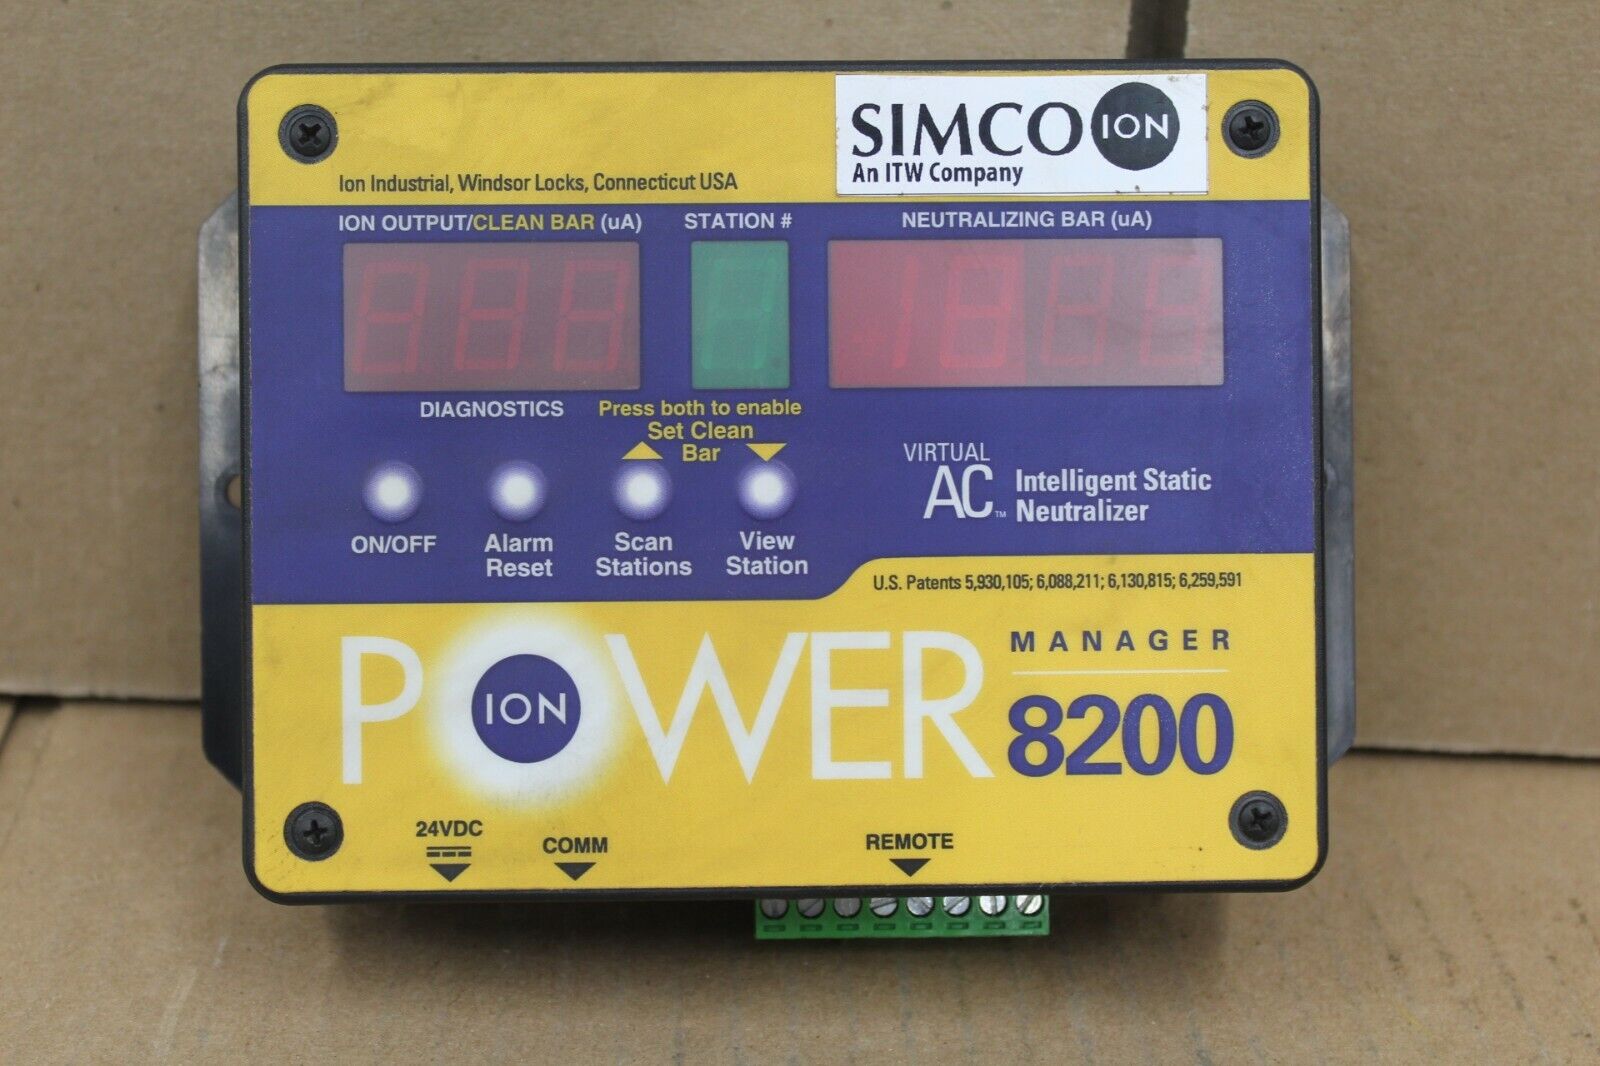 SIMCO ION
An ITW Company
Ion Industrial, Windsor Locks, Connecticut USA
ION OUTPUT/CLEAN BAR (uA)
STATION #
NEUTRALIZING BAR (uA)
DIAGNOSTICS
Press both to enable
Set Clean
Bar
ON/OFF
Alarm
Reset
Scan
Stations
View
Station
VIRTUAL
AC™
Intelligent Static
Neutralizer
U.S. Patents 5,930,105; 6,088,211; 6,130,815; 6,259,591
POWER
ION
MANAGER
8200
24VDC
COMM
REMOTE